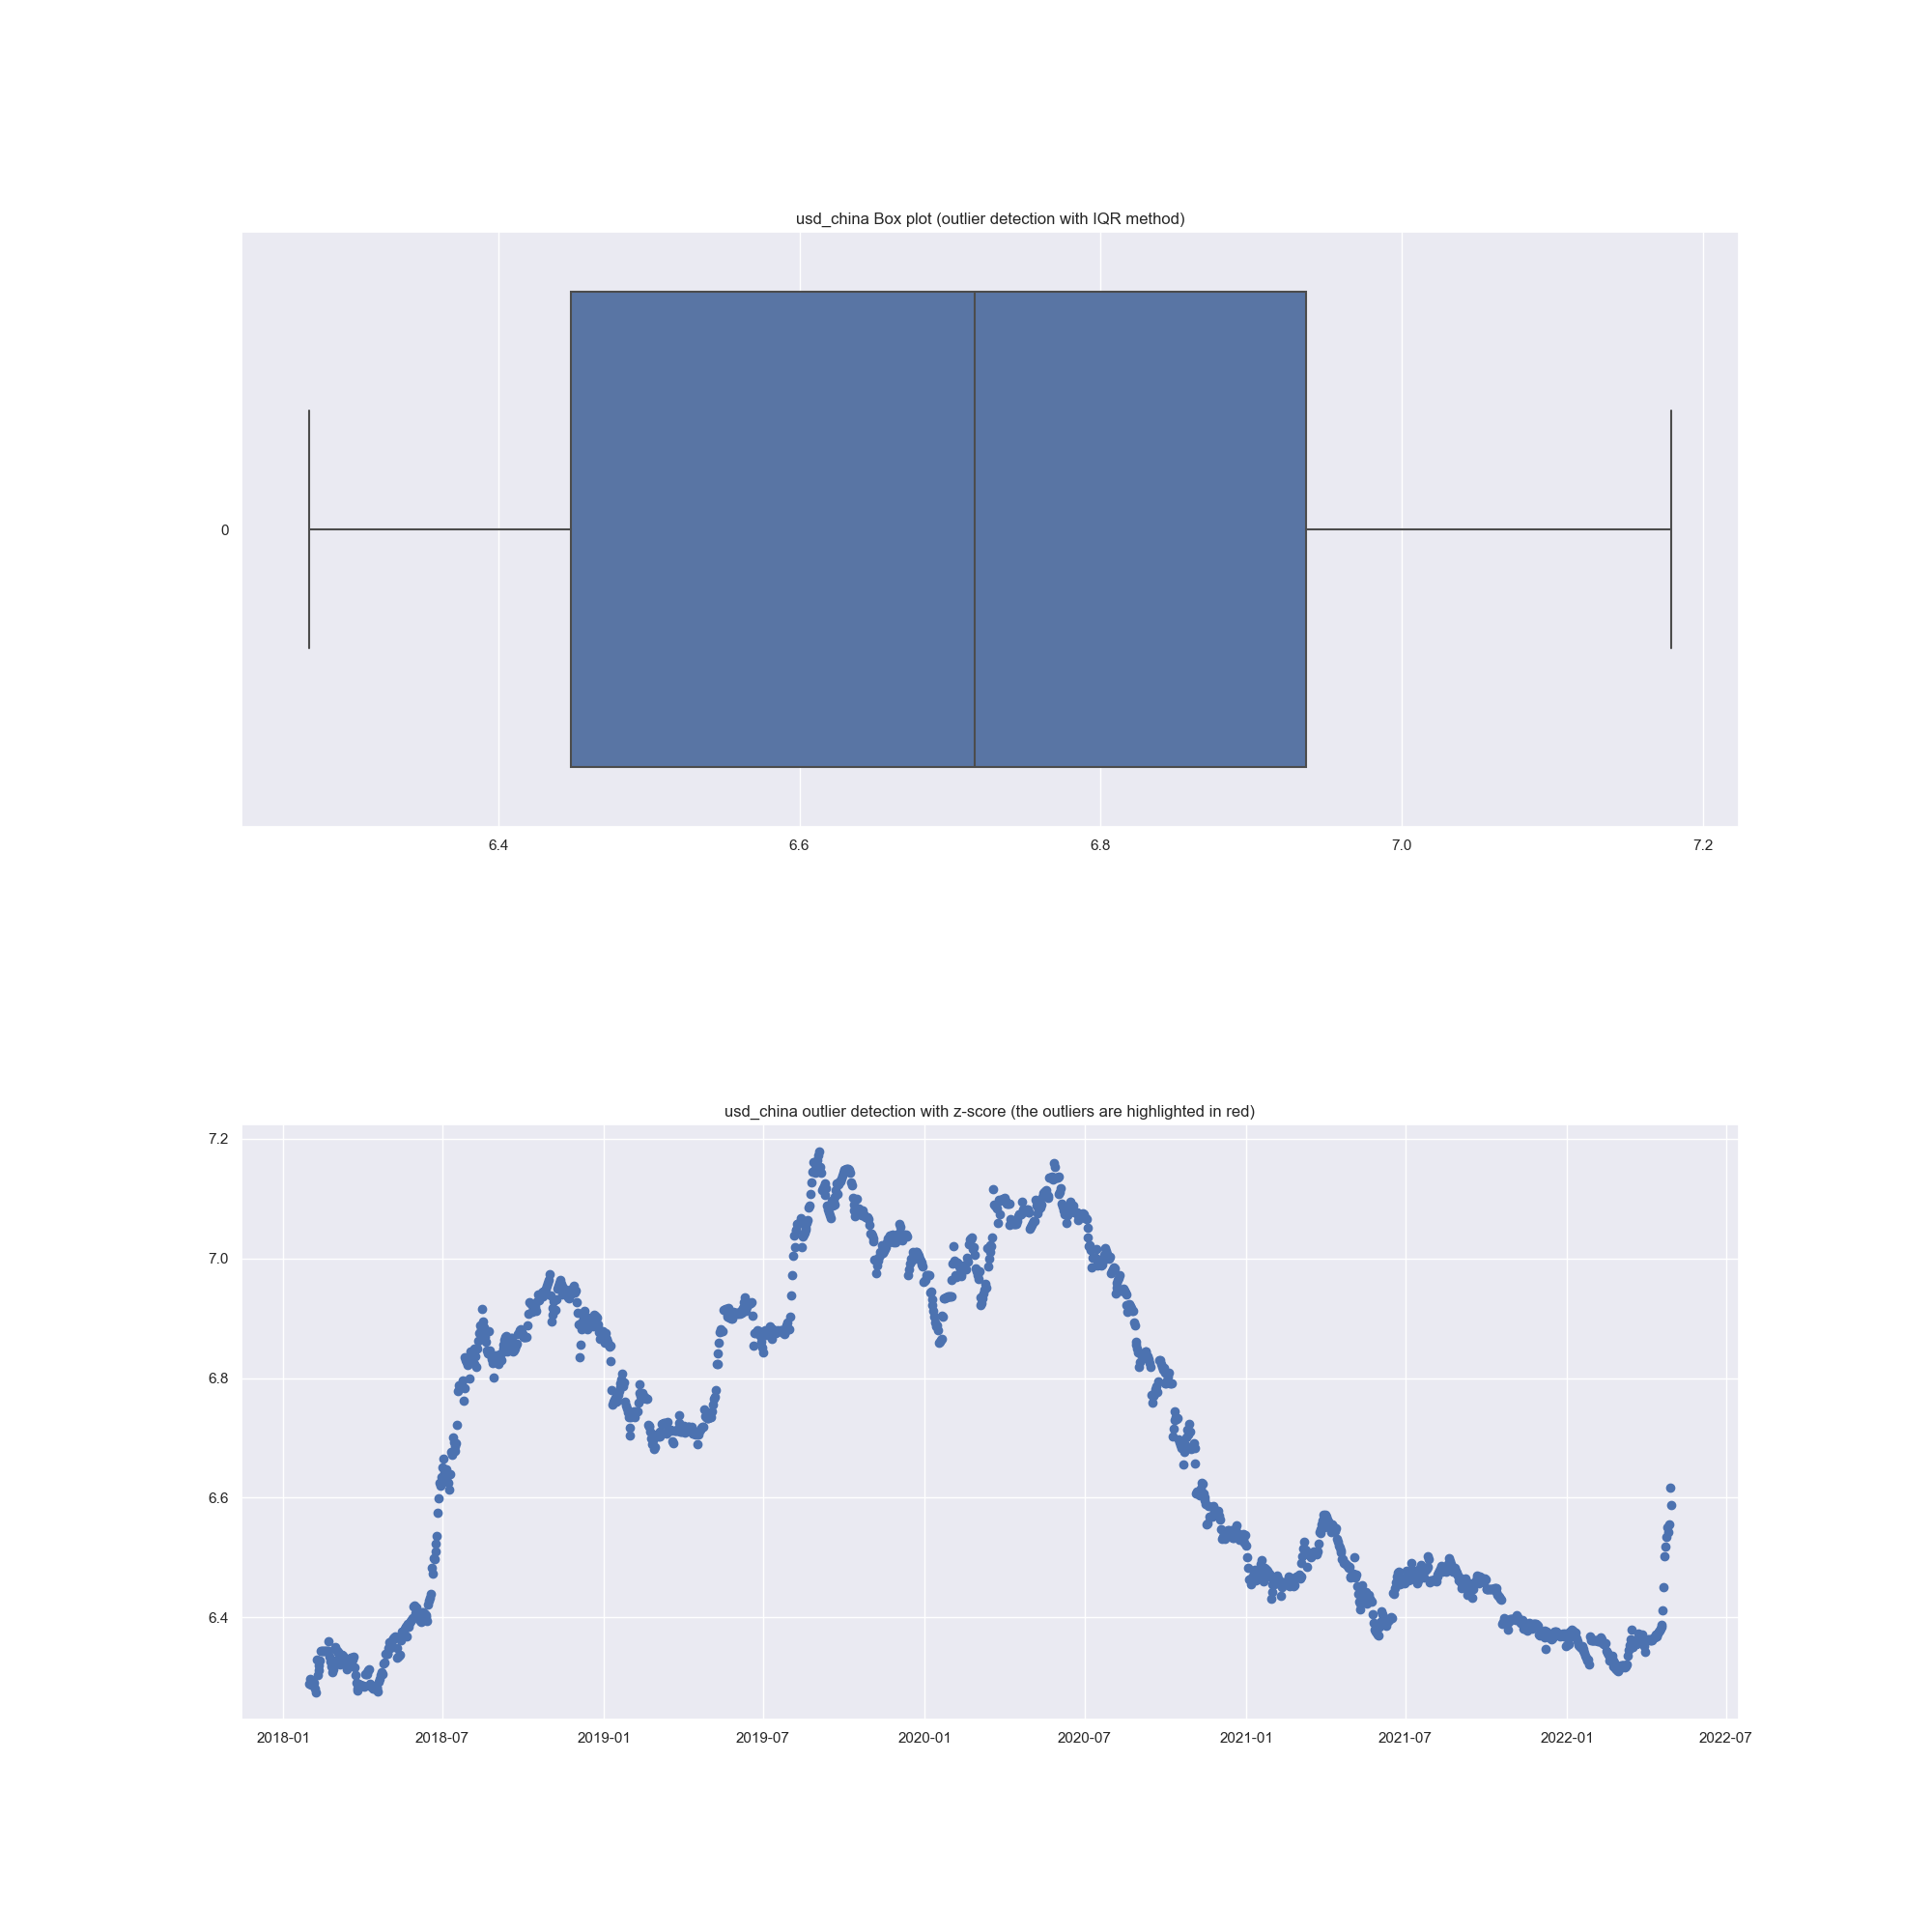 usd_china Box plot (outlier detection with IQR method)
0
6.4 6.6 6.8 7.0 7.2
usd_china outlier detection with z-score (the outliers are highlighted in red)
7.2
7.0
6.8
6.6
6.4
2018-01 2018-07 2019-01 2019-07 2020-01 2020-07 2021-01 2021-07 2022-01 2022-07